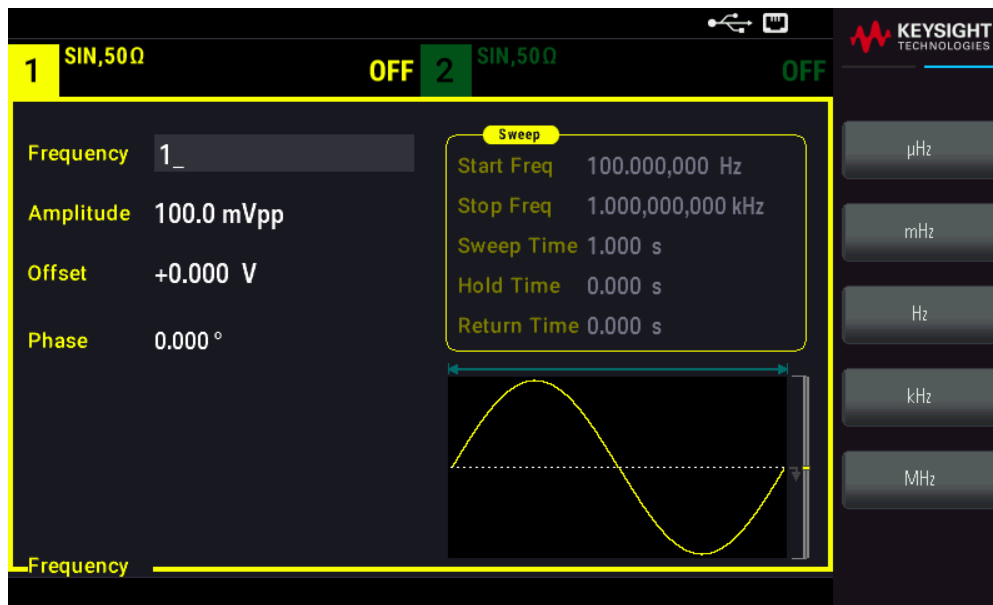 KEYSIGHT
TECHNOLOGIES
1 SIN,50Ω OFF
2 SIN,50Ω OFF
Frequency 1_
Amplitude 100.0 mVpp
Offset +0.000 V
Phase 0.000 °
Sweep
Start Freq 100.000,000 Hz
Stop Freq 1.000,000,000 kHz
Sweep Time 1.000 s
Hold Time 0.000 s
Return Time 0.000 s
Frequency
µHz
mHz
Hz
kHz
MHz